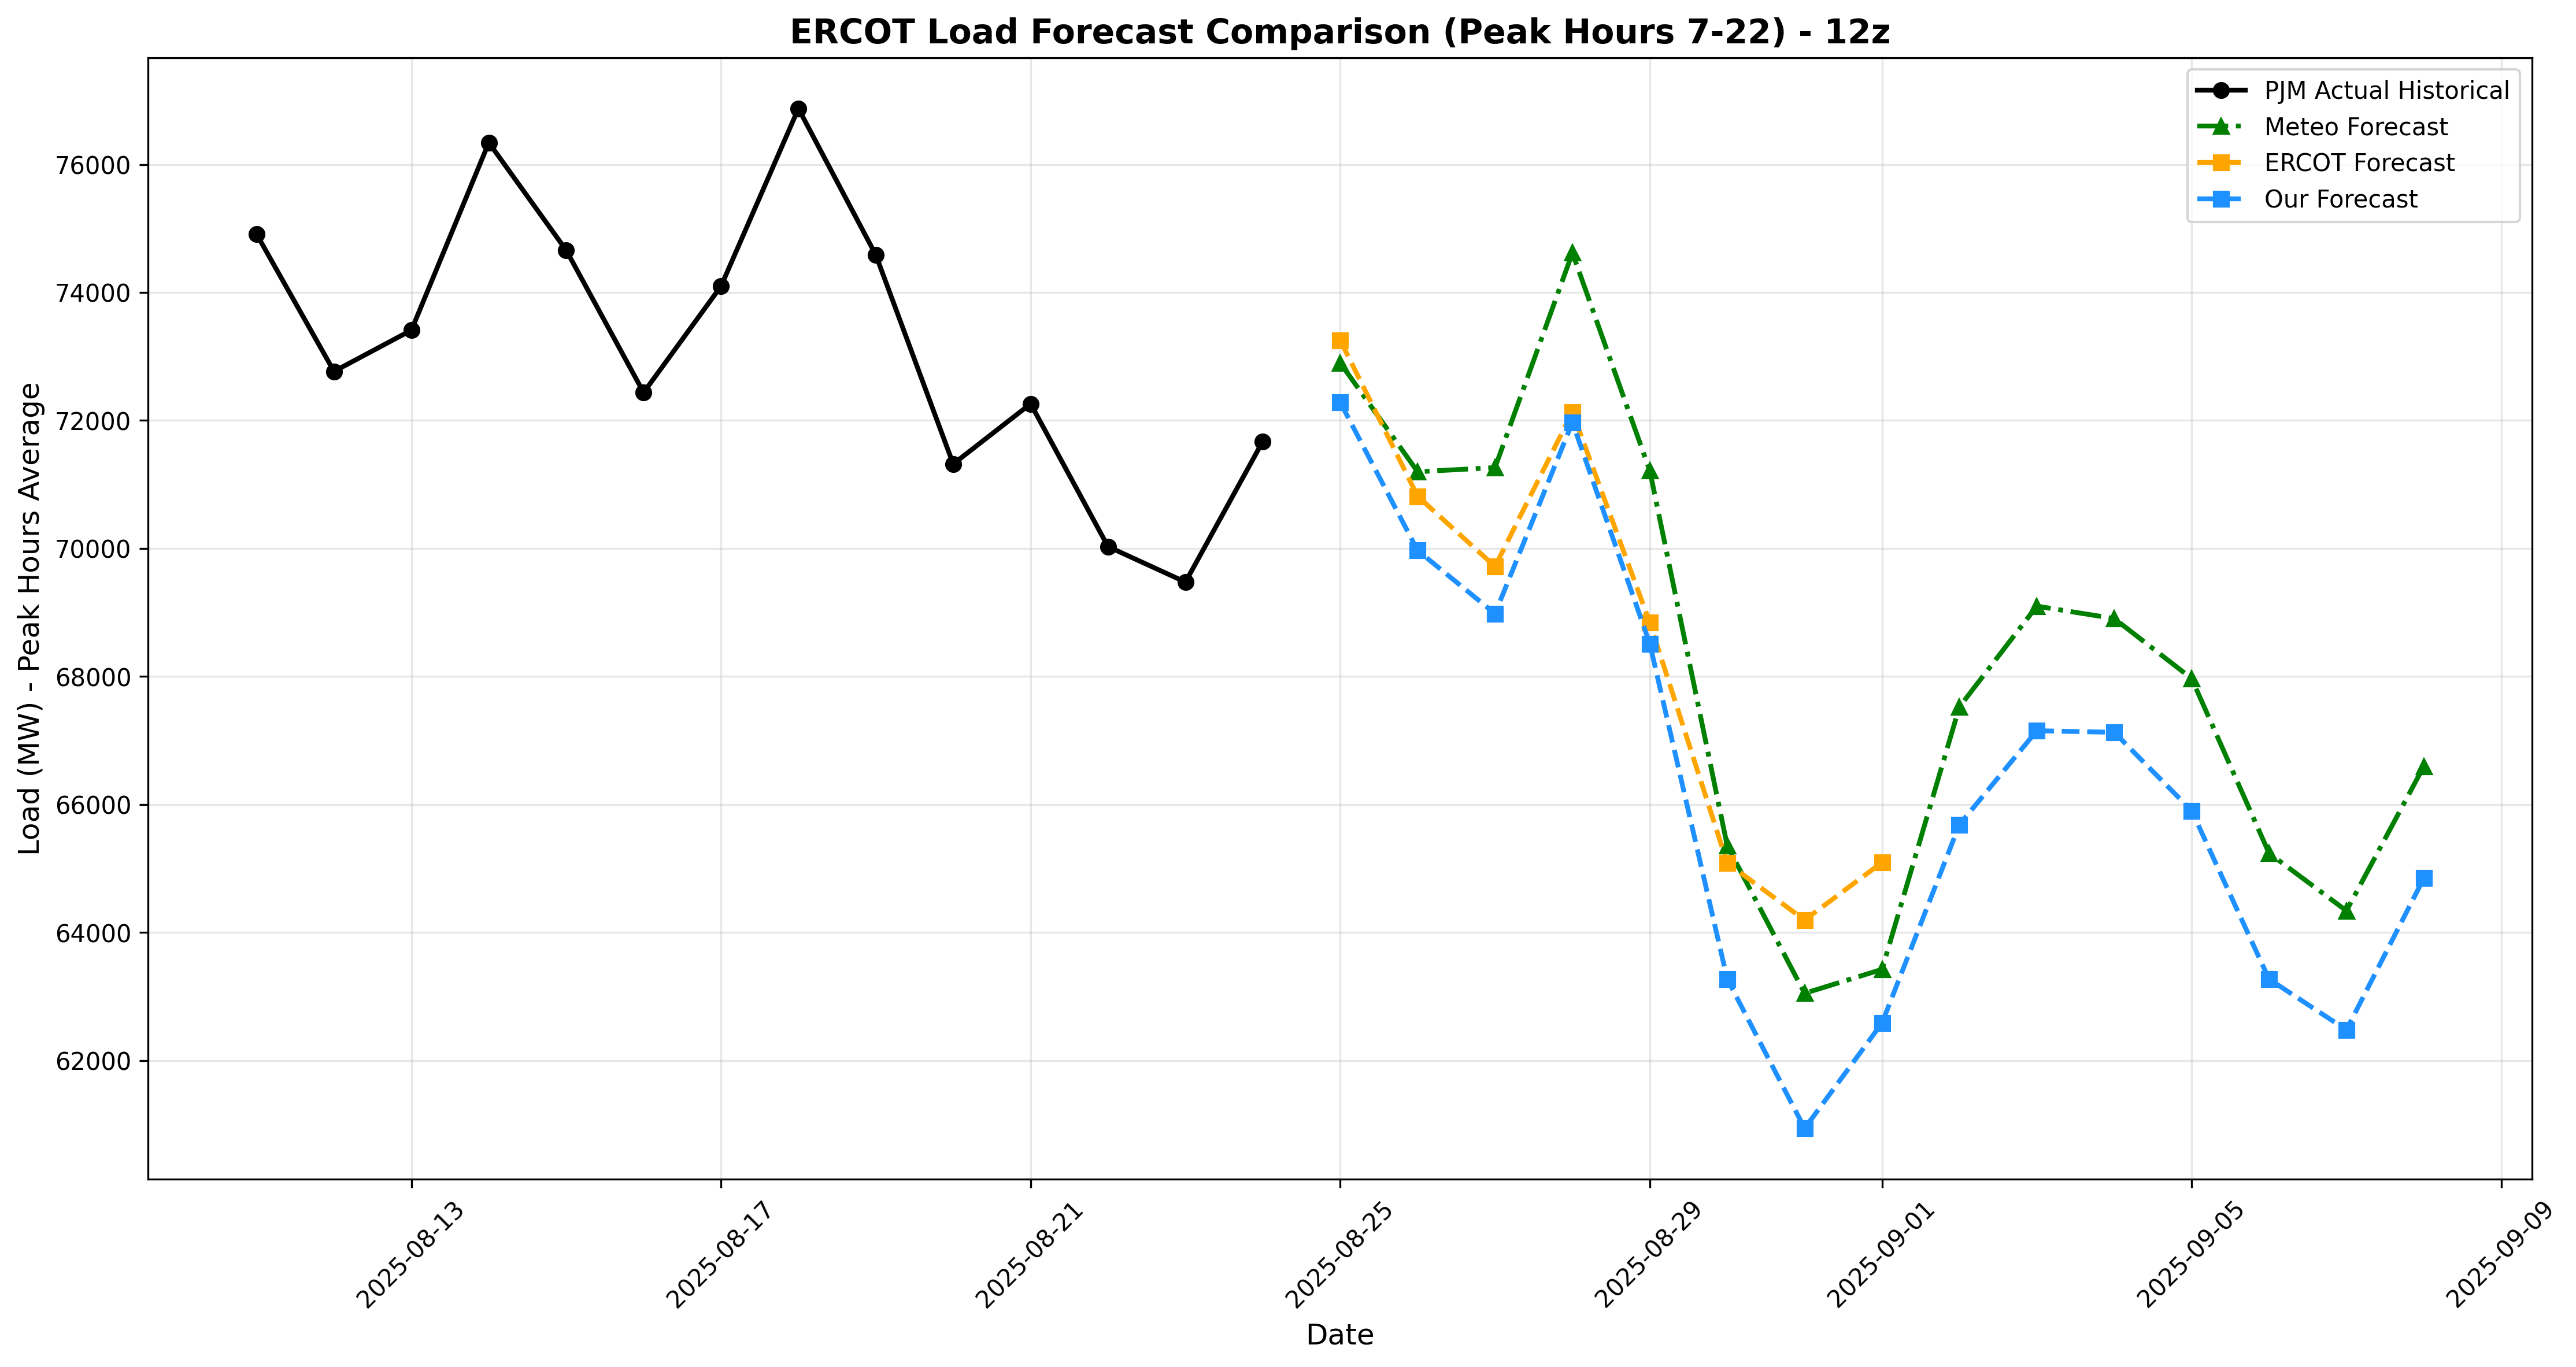 ERCOT Load Forecast Comparison (Peak Hours 7-22) - 12z
PJM Actual Historical
Meteo Forecast
ERCOT Forecast
Our Forecast
Load (MW) - Peak Hours Average
76000
74000
72000
70000
68000
66000
64000
62000
2025-08-13
2025-08-17
2025-08-21
2025-08-25
2025-08-29
2025-09-01
2025-09-05
2025-09-09
Date